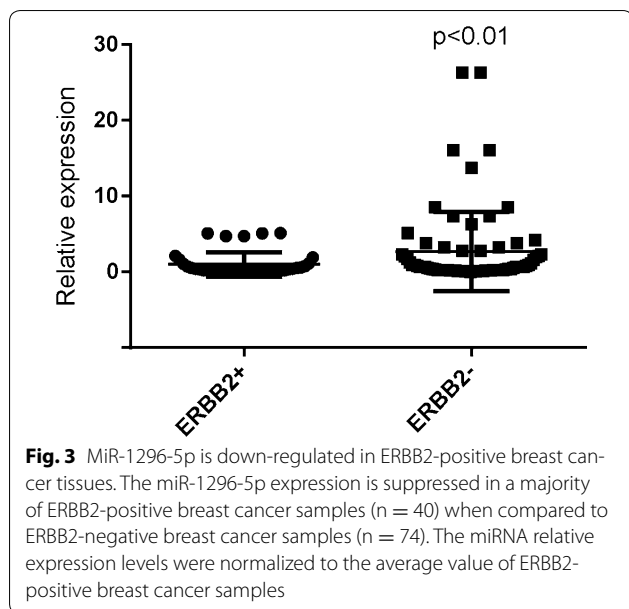 p<0.01
30
20
10
0
Relative expression
ERBB2+
ERBB2-
Fig. 3 MiR-1296-5p is down-regulated in ERBB2-positive breast can-
cer tissues. The miR-1296-5p expression is suppressed in a majority
of ERBB2-positive breast cancer samples (n = 40) when compared to
ERBB2-negative breast cancer samples (n = 74). The miRNA relative
expression levels were normalized to the average value of ERBB2-
positive breast cancer samples